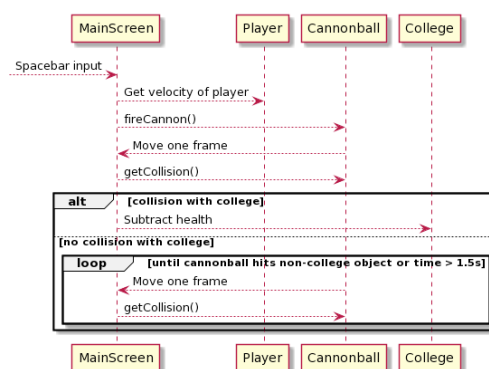 MainScreen Player Cannonball College
Spacebar input
Get velocity of player
fireCannon()
Move one frame
getCollision()
alt [collision with college]
Subtract health
[no collision with college]
loop [until cannonball hits non-college object or time > 1.5s]
Move one frame
getCollision()
MainScreen Player Cannonball College